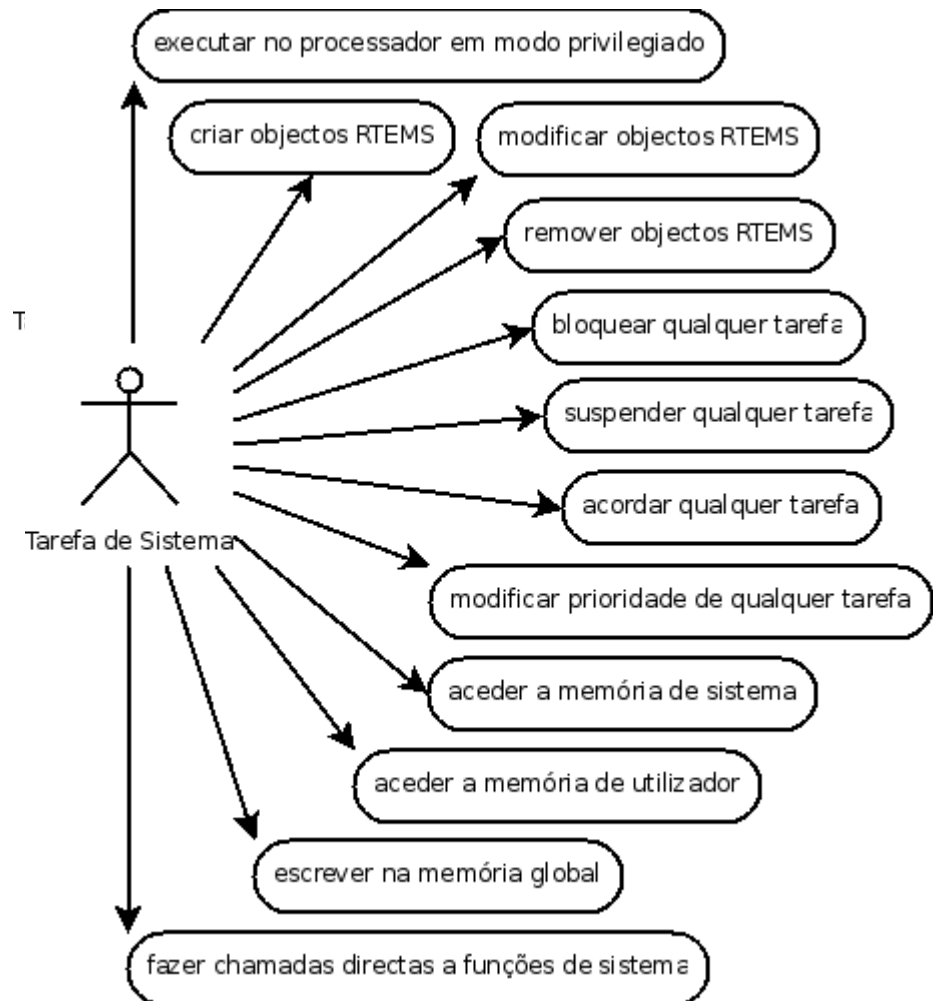 executar no processador em modo privilegiado
criar objectos RTEMS
modificar objectos RTEMS
remover objectos RTEMS
T
bloquear qualquer tarefa
suspender qualquer tarefa
acordar qualquer tarefa
Tarefa de Sistema
modificar prioridade de qualquer tarefa
aceder a memória de sistema
aceder a memória de utilizador
escrever na memória global
fazer chamadas directas a funções de sistema